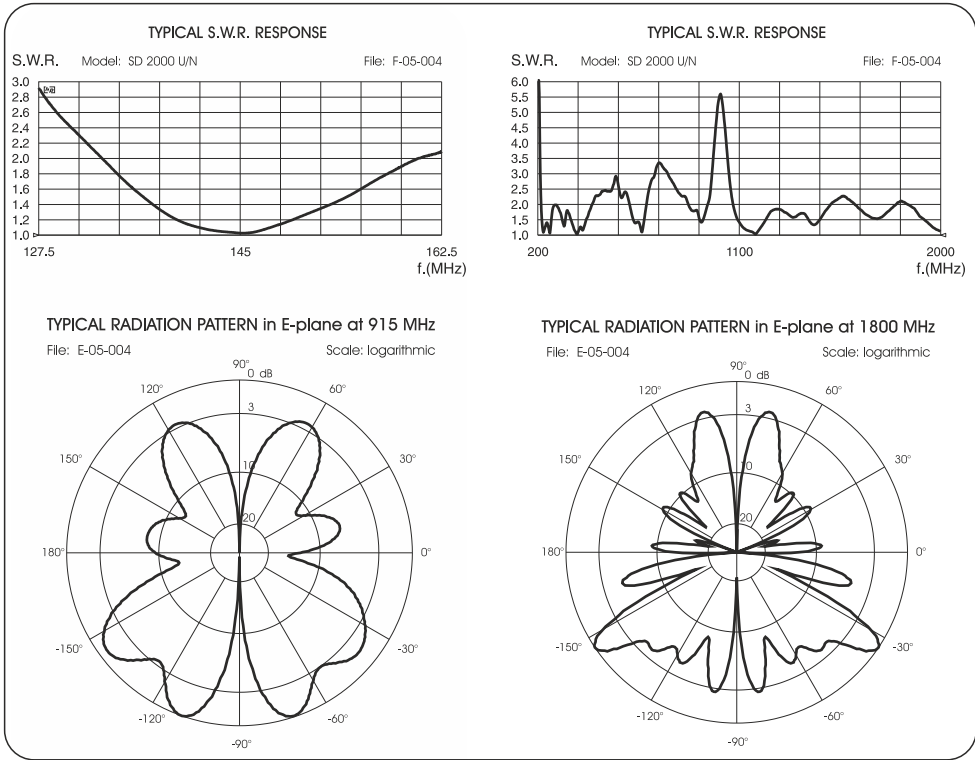 TYPICAL S.W.R. RESPONSE
S.W.R. Model: SD 2000 U/N File: F-05-004
3.0
2.8
2.6
2.4
2.2
2.0
1.8
1.6
1.4
1.2
1.0
127.5 145 162.5
f.(MHz)
TYPICAL S.W.R. RESPONSE
S.W.R. Model: SD 2000 U/N File: F-05-004
6.0
5.5
5.0
4.5
4.0
3.5
3.0
2.5
2.0
1.5
1.0
200 1100 2000
f.(MHz)
TYPICAL RADIATION PATTERN in E-plane at 915 MHz
File: E-05-004 Scale: logarithmic
90°
0 dB
120° 60°
3
150° 10 30°
20
180° 0°
-150° -30°
-120° -60°
-90°
TYPICAL RADIATION PATTERN in E-plane at 1800 MHz
File: E-05-004 Scale: logarithmic
90°
0 dB
120° 60°
3
150° 10 30°
20
180° 0°
-150° -30°
-120° -60°
-90°